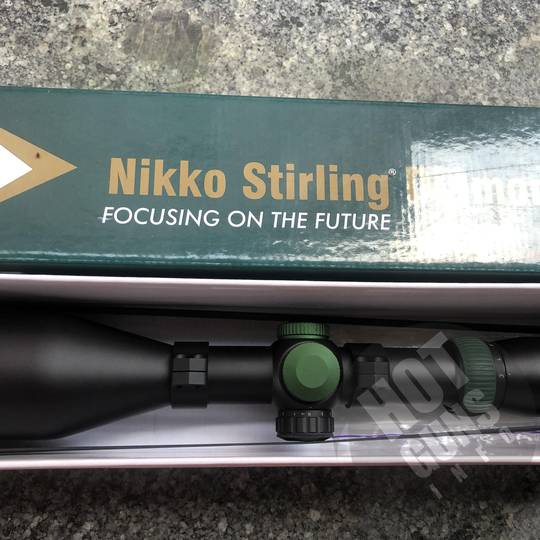 Nikko Stirling®
FOCUSING ON THE FUTURE
HOT
GUNS